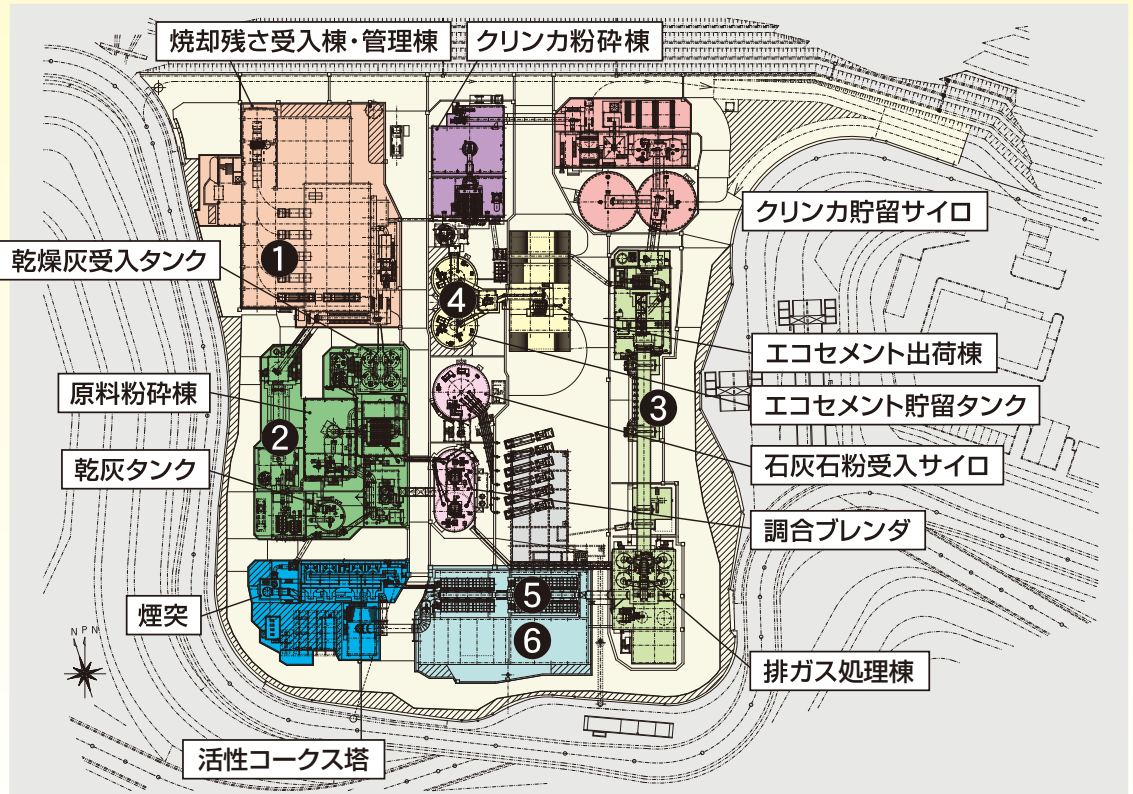 焼却残さ受入棟・管理棟
クリンカ粉砕棟
クリンカ貯留サイロ
1
乾燥灰受入タンク
4
エコセメント出荷棟
原料粉砕棟
3
エコセメント貯留タンク
2
乾灰タンク
石灰石粉受入サイロ
調合ブレンダ
煙突
5
6
N P N
排ガス処理棟
活性コークス塔